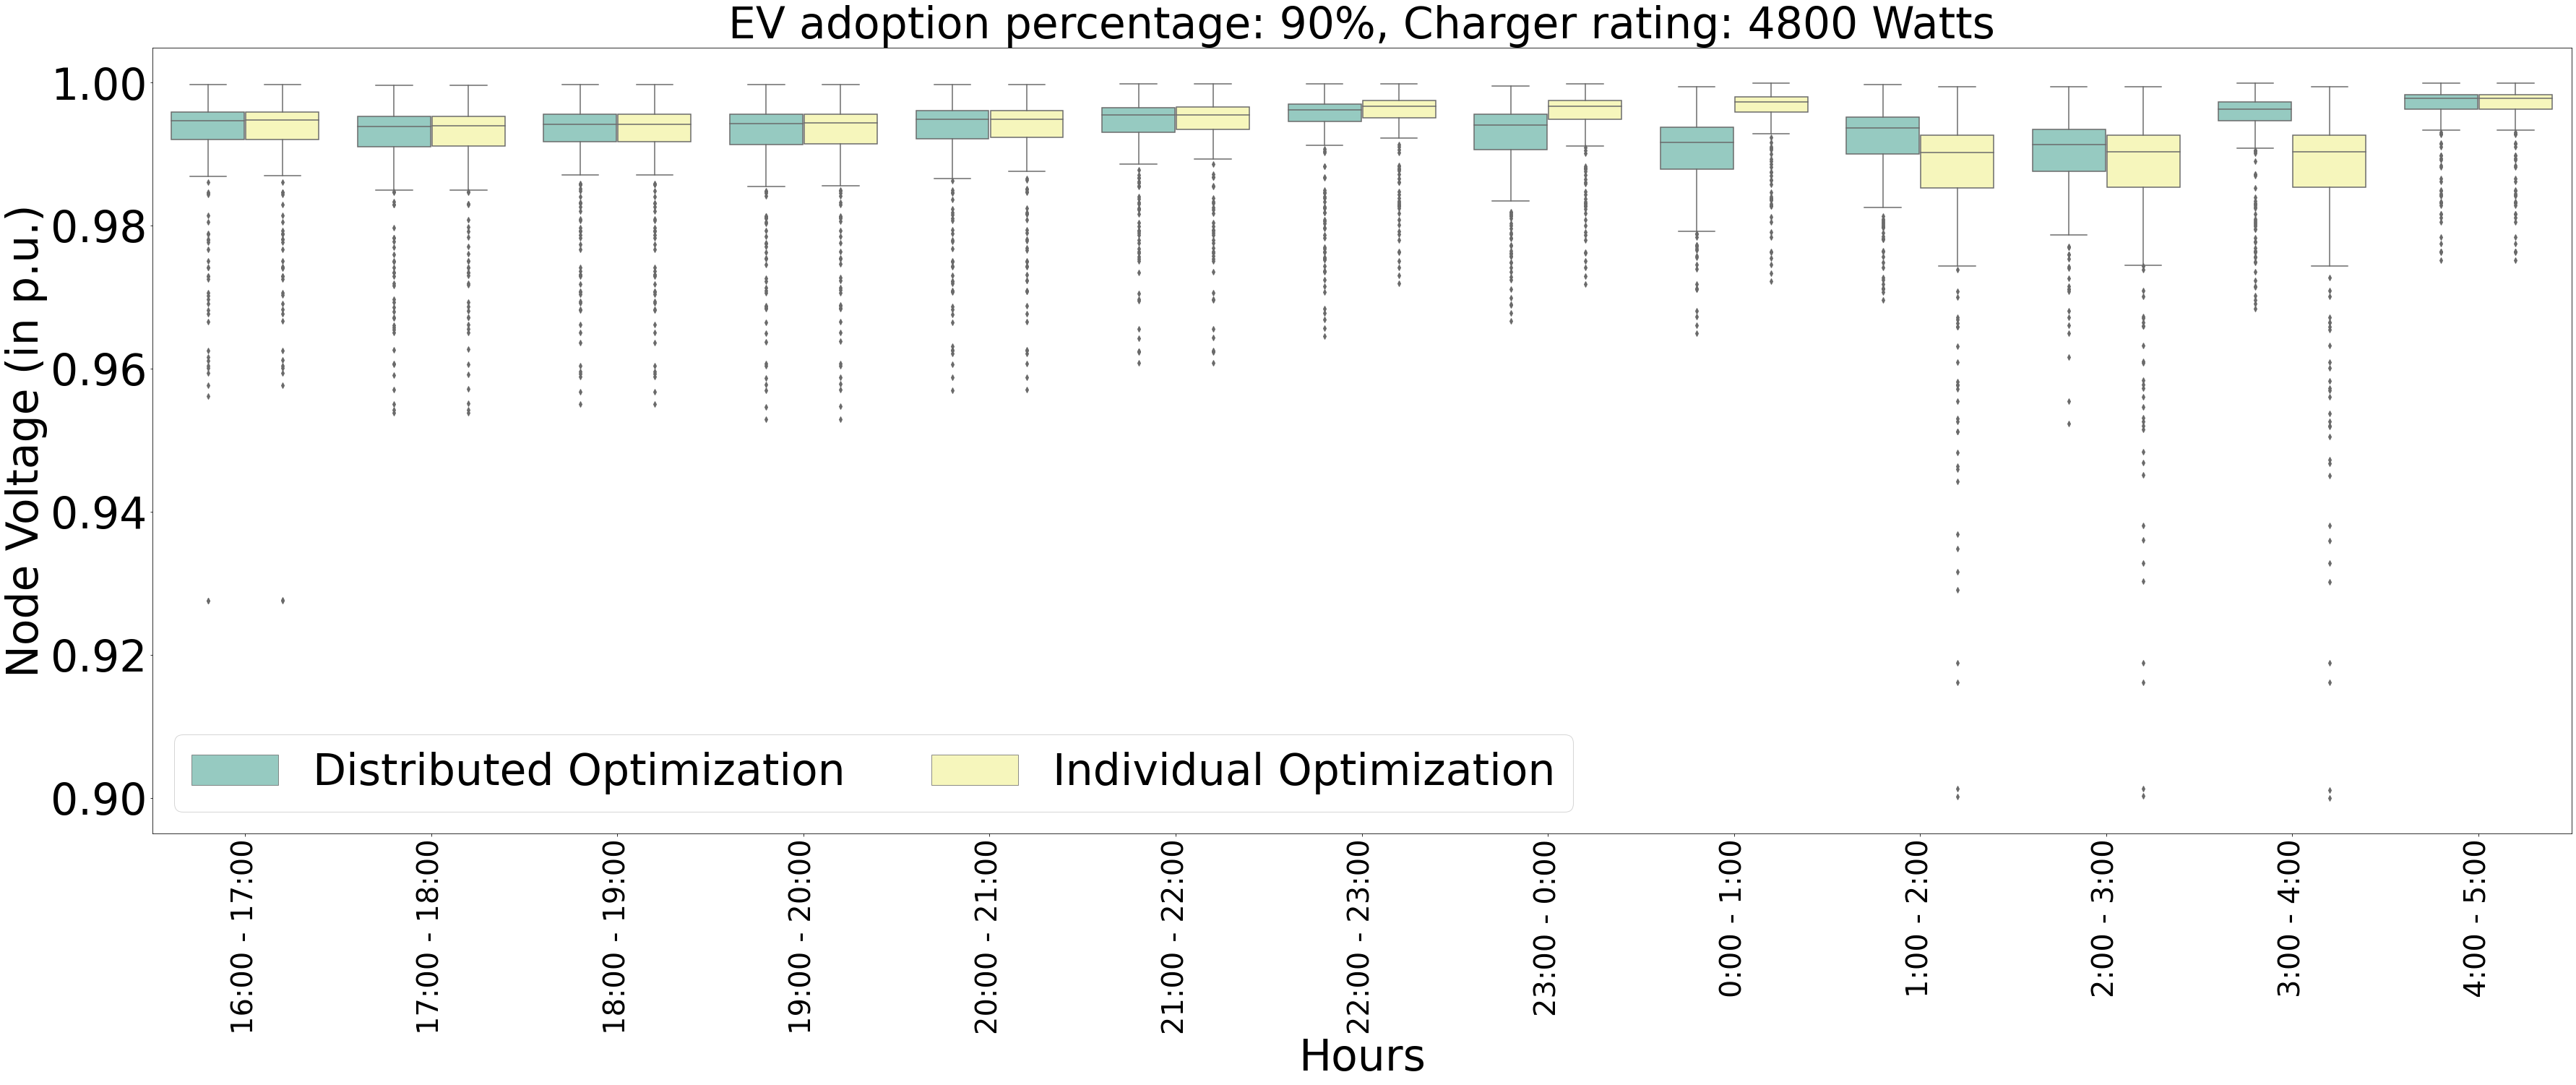 EV adoption percentage: 90%, Charger rating: 4800 Watts
Node Voltage (in p.u.)
1.00
0.98
0.96
0.94
0.92
0.90
Distributed Optimization
Individual Optimization
16:00 - 17:00
17:00 - 18:00
18:00 - 19:00
19:00 - 20:00
20:00 - 21:00
21:00 - 22:00
22:00 - 23:00
23:00 - 0:00
0:00 - 1:00
1:00 - 2:00
2:00 - 3:00
3:00 - 4:00
4:00 - 5:00
Hours